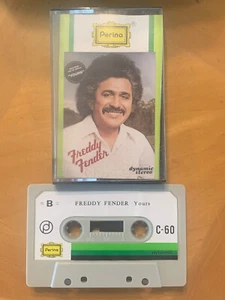 Perina
Freddy
Fender
dynamic
stereo
B
FREDDY FENDER Yours
C-60
Perina